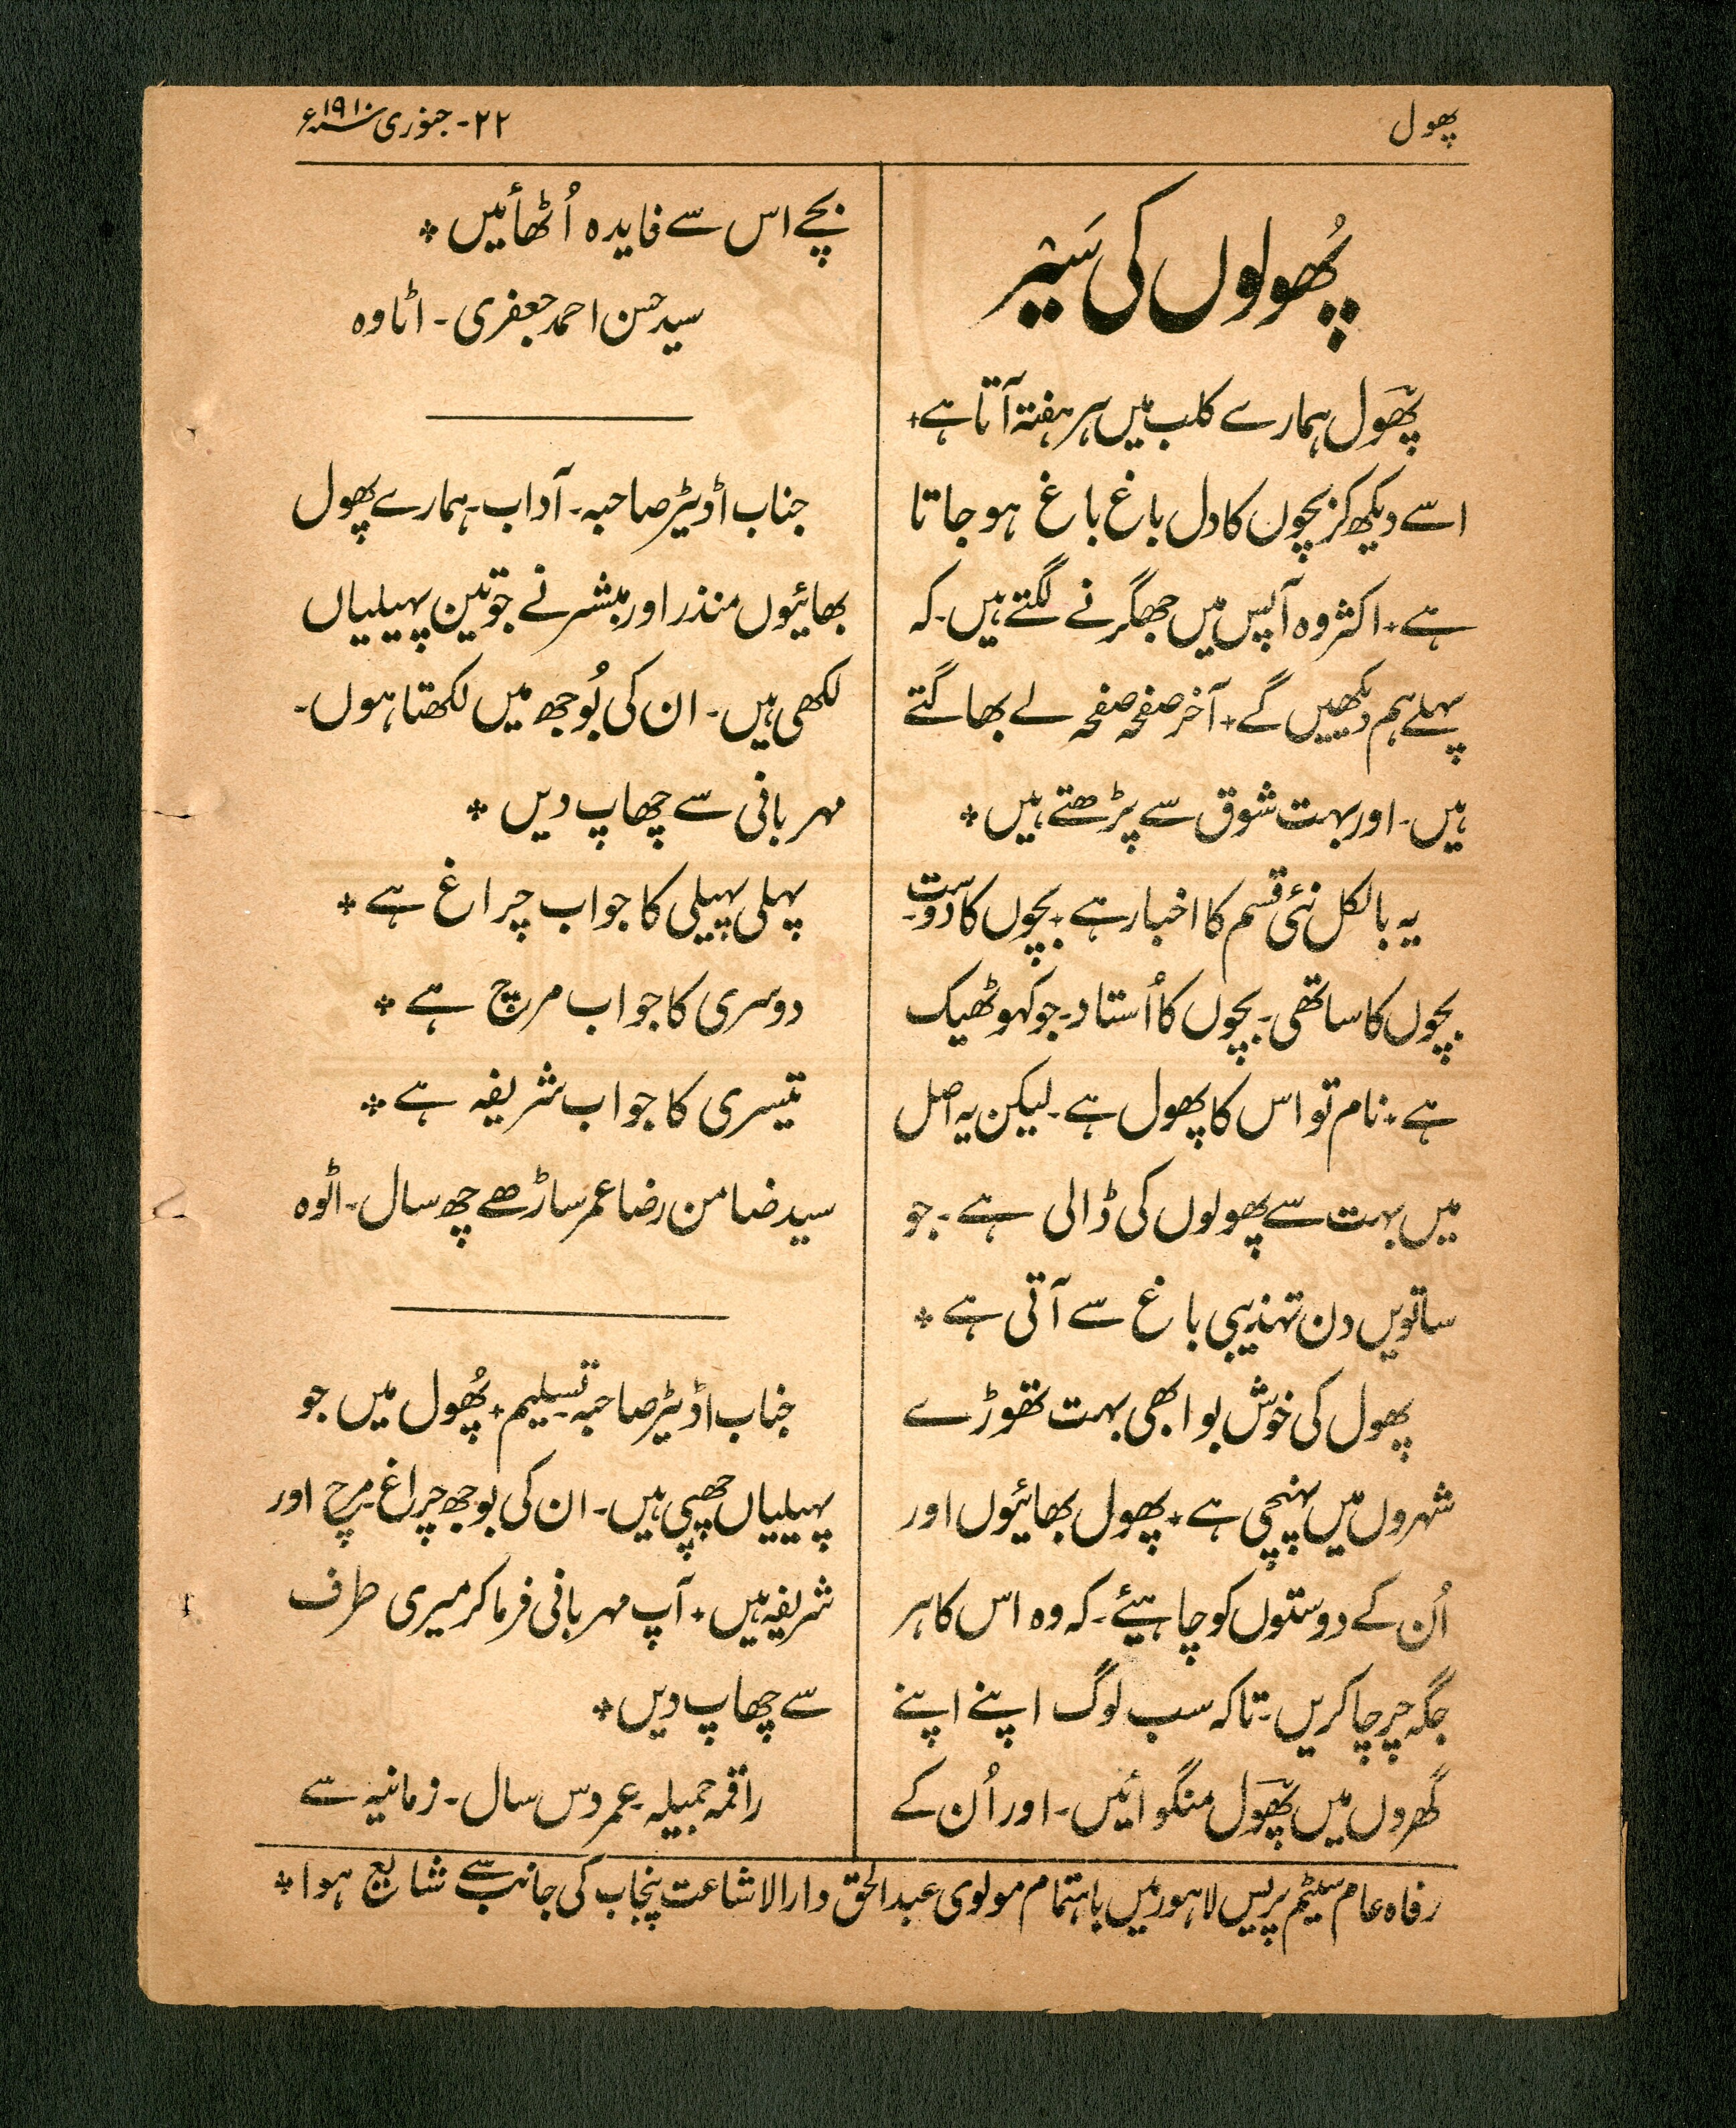 پھول
۲۲- جنوری ۱۹۱۰ء
پُھولوں کی سَیر
پُھول ہمارے کلب میں ہر ہفتہ آتا ہے+
اسے دیکھ کر بچوں کا دل باغ باغ ہو جاتا
ہے+ اکثر وہ آپس میں جھگڑنے لگتے ہیں۔ کہ
پہلے ہم دیکھیں گے+ آخر صفحہ صفحہ لے بھاگتے
ہیں۔ اور بہت شوق سے پڑھتے ہیں ❖
یہ بالکل نئی قسم کا اخبار ہے+ بچوں کا دوست۔
بچوں کا ساتھی۔ بچوں کا اُستاد۔ جو کہو ٹھیک
ہے+ نام تو اس کا پھول ہے۔ لیکن یہ اصل
میں بہت سے پھولوں کی ڈالی ہے۔ جو
ساتویں دن تہذیبی باغ سے آتی ہے ❖
پھول کی خوش بو ابھی بہت تھوڑے
شہروں میں پہنچی ہے+ پھول بھائیوں اور
اُن کے دوستوں کو چاہیئے۔ کہ وہ اس کا ہر
جگہ چرچا کریں۔ تاکہ سب لوگ اپنے اپنے
گھروں میں پُھول منگوائیں۔ اور اُن کے
بچے اس سے فایدہ اُٹھائیں ❖
سید حسن احمد جعفری۔ اٹاوہ
جناب اڈیٹر صاحبہ۔ آداب۔ ہمارے پھول
بھائیوں منذر اور مبشر نے جو تین پہیلیاں
لکھی ہیں۔ ان کی بُوجھ میں لکھتا ہوں۔
مہربانی سے چھاپ دیں ❖
پہلی پہیلی کا جواب چراغ ہے ❖
دوسری کا جواب مرچ ہے ❖
تیسری کا جواب شریفہ ہے ❖
سید ضامن رضا عمر ساڑھے چھ سال۔ اٹاوہ
جناب اڈیٹر صاحبہ تسلیم+ پُھول میں جو
پہیلیاں چھپی ہیں۔ ان کی بوجھ چراغ۔ مرچ اور
شریفہ ہیں+ آپ مہربانی فرما کر میری طرف
سے چھاپ دیں ❖
راقمہ جمیلہ۔ عمر دس سال۔ زمانیہ سے
رفاہ عام سٹیم پریس لاہور میں باہتمام مولوی عبدالحق دارالاشاعت پنجاب کی جانب سے شایع ہوا ❖